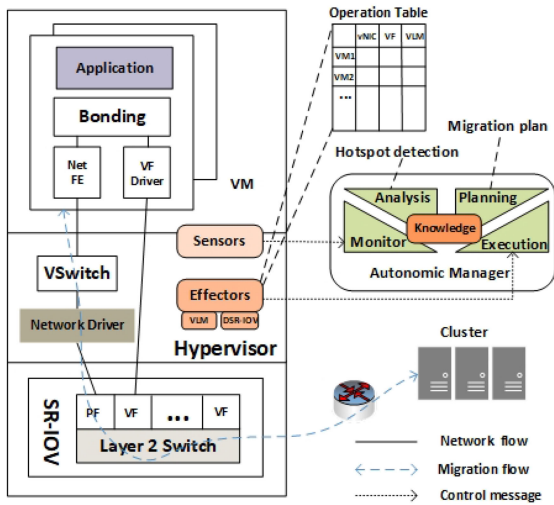 Operation Table
vNIC VF VLM
VM1
VM2
...
Application
Bonding
Net
FE
VF
Driver
VM
Migration plan
Hotspot detection
Analysis
Planning
Knowledge
Monitor
Execution
Autonomic Manager
Sensors
VSwitch
Effectors
VLM DSR-IOV
Network Driver
Hypervisor
Cluster
SR-IOV
PF VF ... VF
Layer 2 Switch
Network flow
Migration flow
Control message